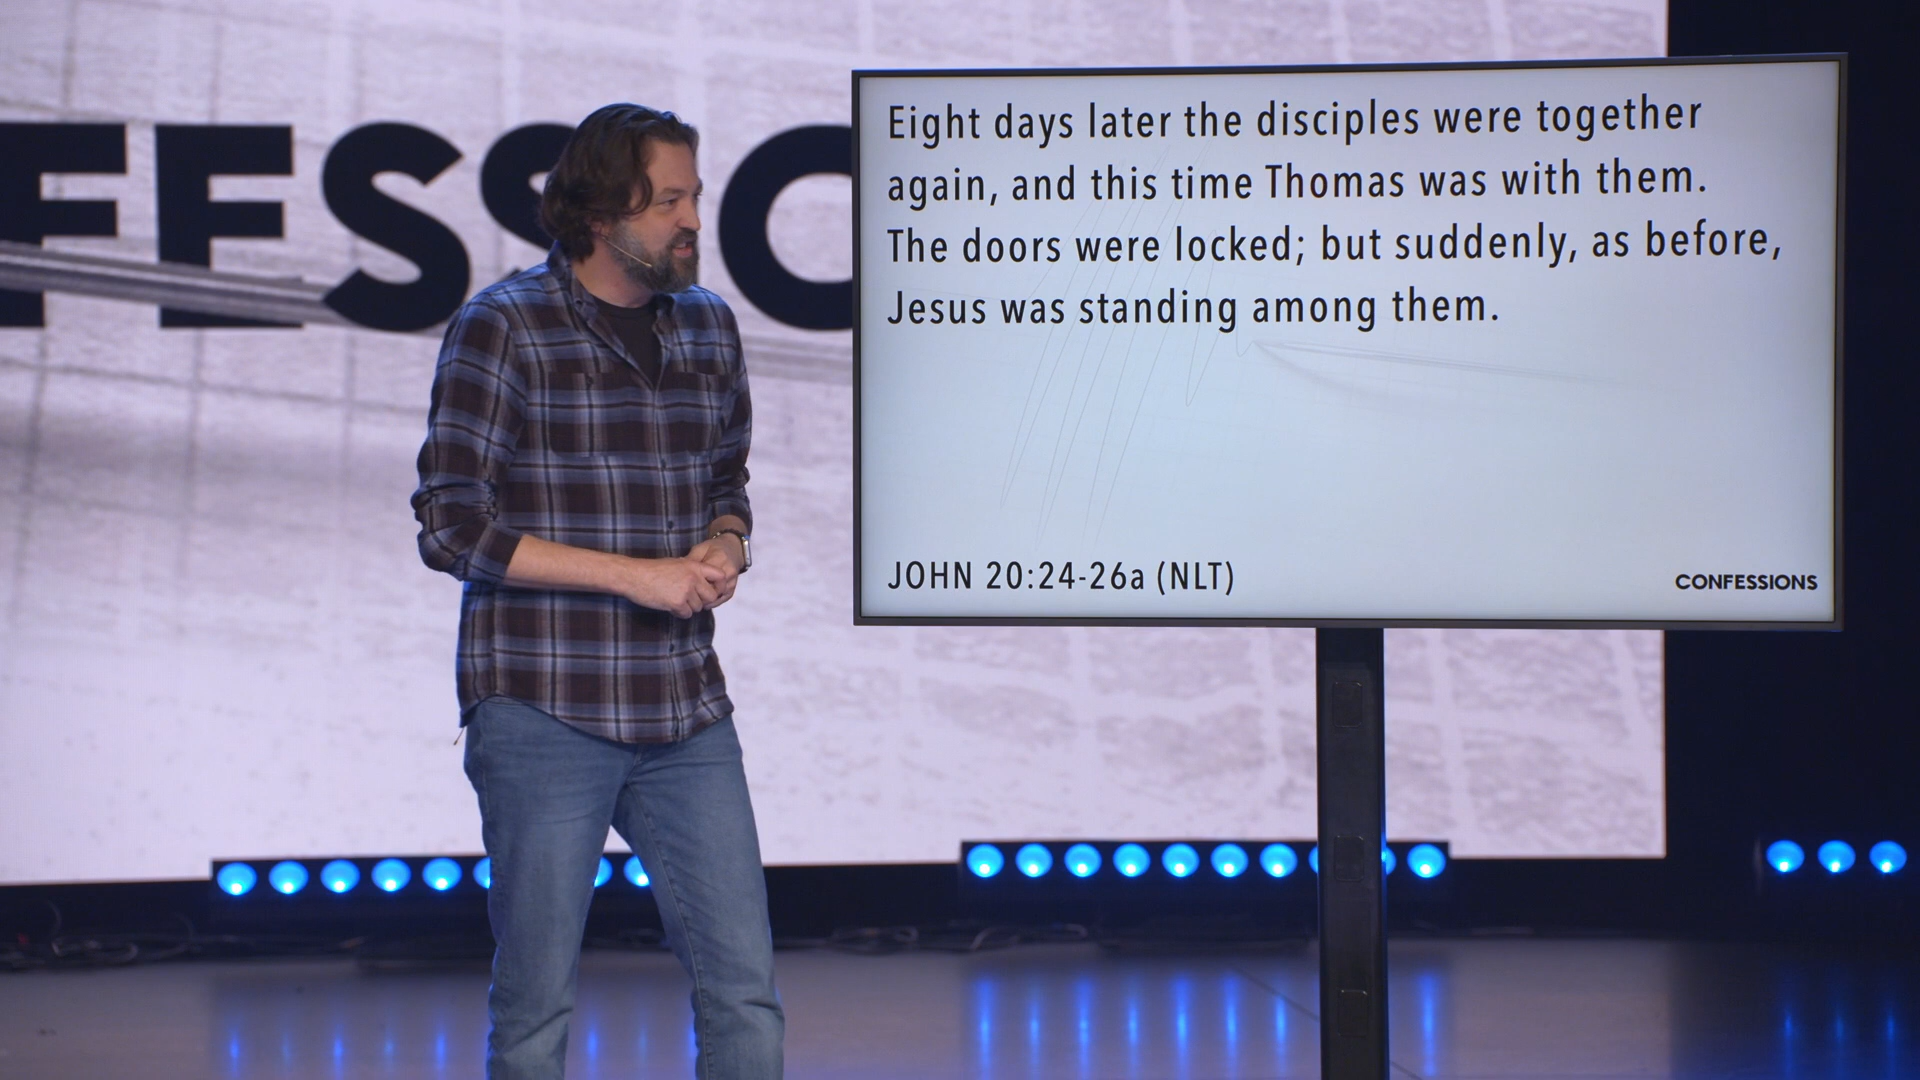 FESSIO
Eight days later the disciples were together
again, and this time Thomas was with them.
The doors were locked; but suddenly, as before,
Jesus was standing among them.
JOHN 20:24-26a (NLT)
CONFESSIONS